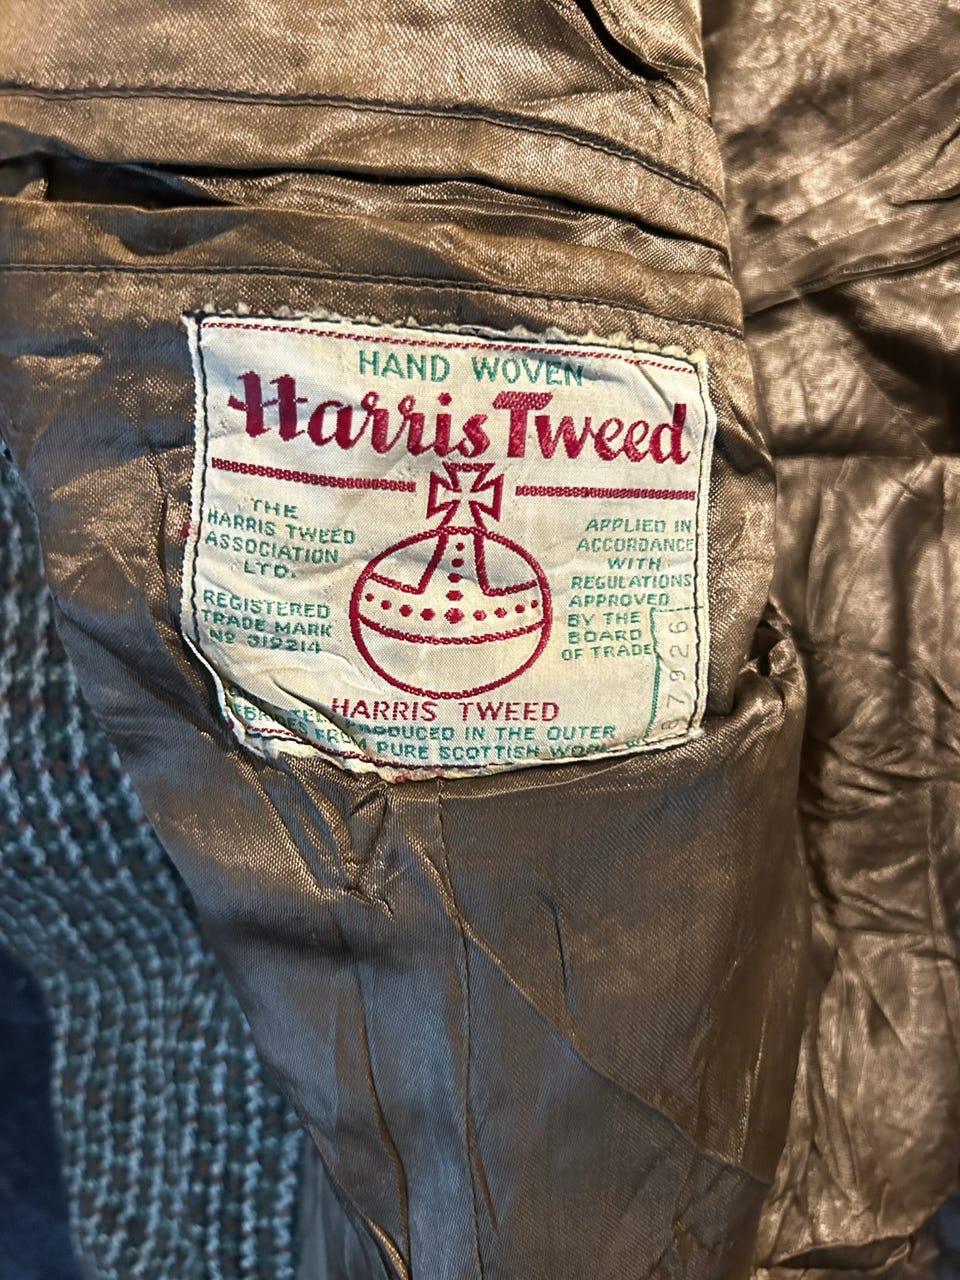 HAND WOVEN
Harris Tweed
THE
HARRIS TWEED
ASSOCIATION
LTD.
REGISTERED
TRADE MARK
Nº 319214
APPLIED IN
ACCORDANCE
WITH
REGULATIONS
APPROVED
BY THE
BOARD
OF TRADE
HARRIS TWEED
PRODUCED IN THE OUTER
FROM PURE SCOTTISH WOOL
87926